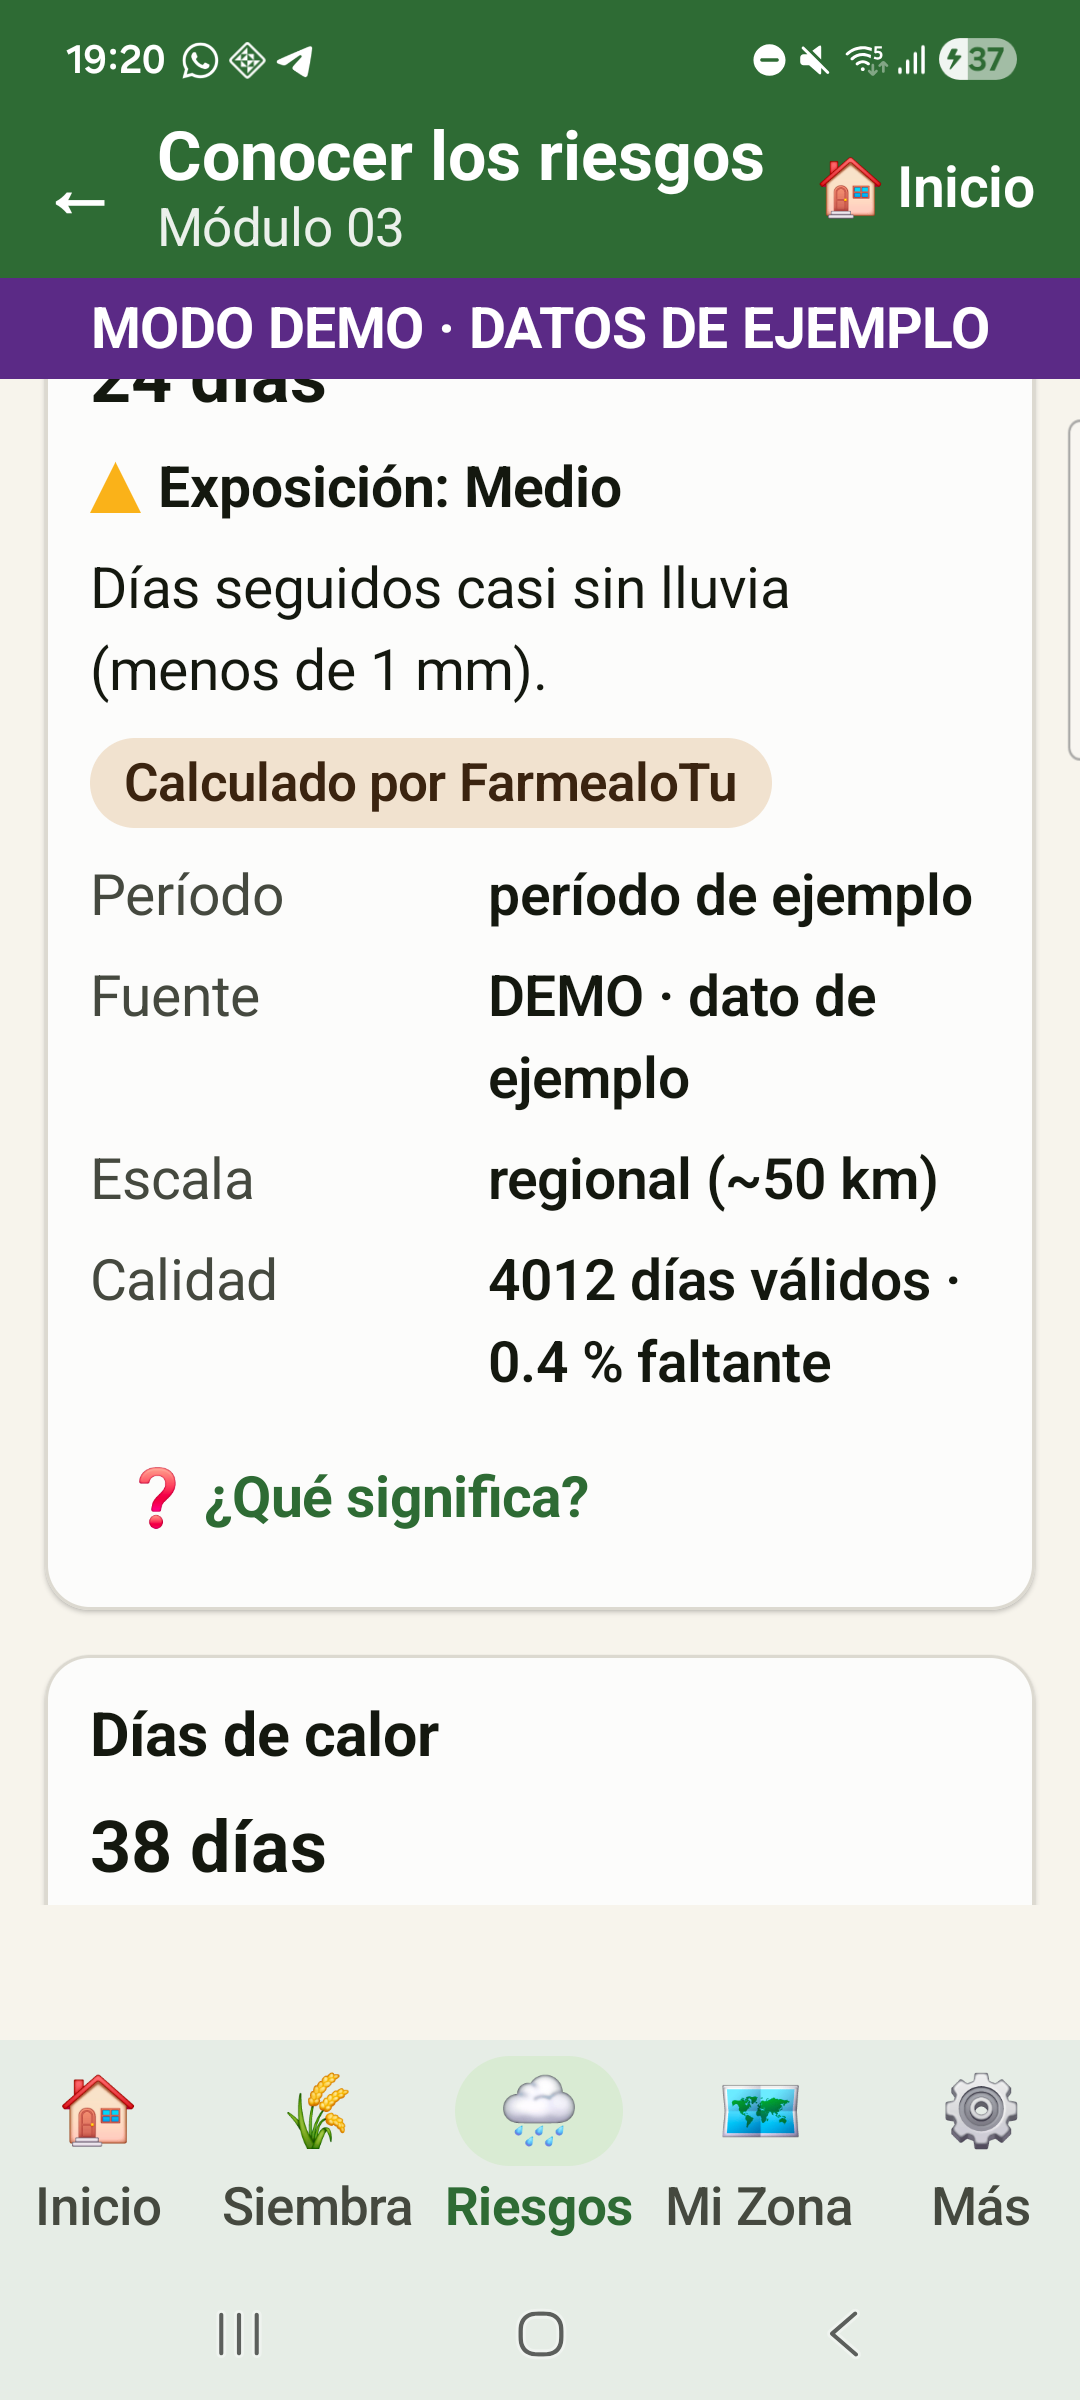 19:20
5
37
Conocer los riesgos
Módulo 03
Inicio
MODO DEMO · DATOS DE EJEMPLO
24 días
Exposición: Medio
Días seguidos casi sin lluvia
(menos de 1 mm).
Calculado por FarmealoTu
Período período de ejemplo
Fuente DEMO · dato de
ejemplo
Escala regional (~50 km)
Calidad 4012 días válidos ·
0.4 % faltante
❓ ¿Qué significa?
Días de calor
38 días
Inicio Siembra Riesgos Mi Zona Más